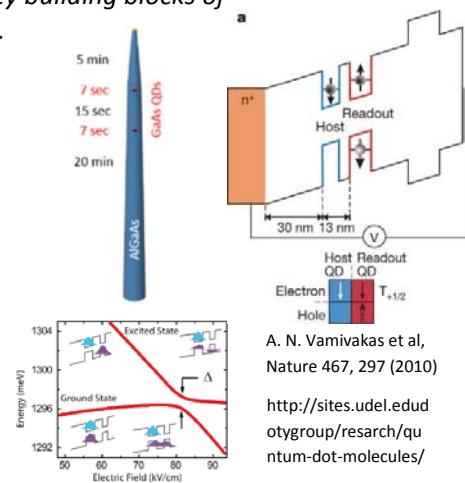 ey building blocks of
.
5 min
7 sec
15 sec
7 sec
20 min
GaAs QDs
AlGaAs
a
n⁺
Host
Readout
30 nm
13 nm
V
Host Readout
QD QD
Electron
Hole
T+1/2
1304
1300
1296
1292
Energy (meV)
Excited State
Ground State
Δ
50 60 70 80 90
Electric Field (kV/cm)
A. N. Vamivakas et al,
Nature 467, 297 (2010)
http://sites.udel.edud
otygroup/resarch/qu
ntum-dot-molecules/